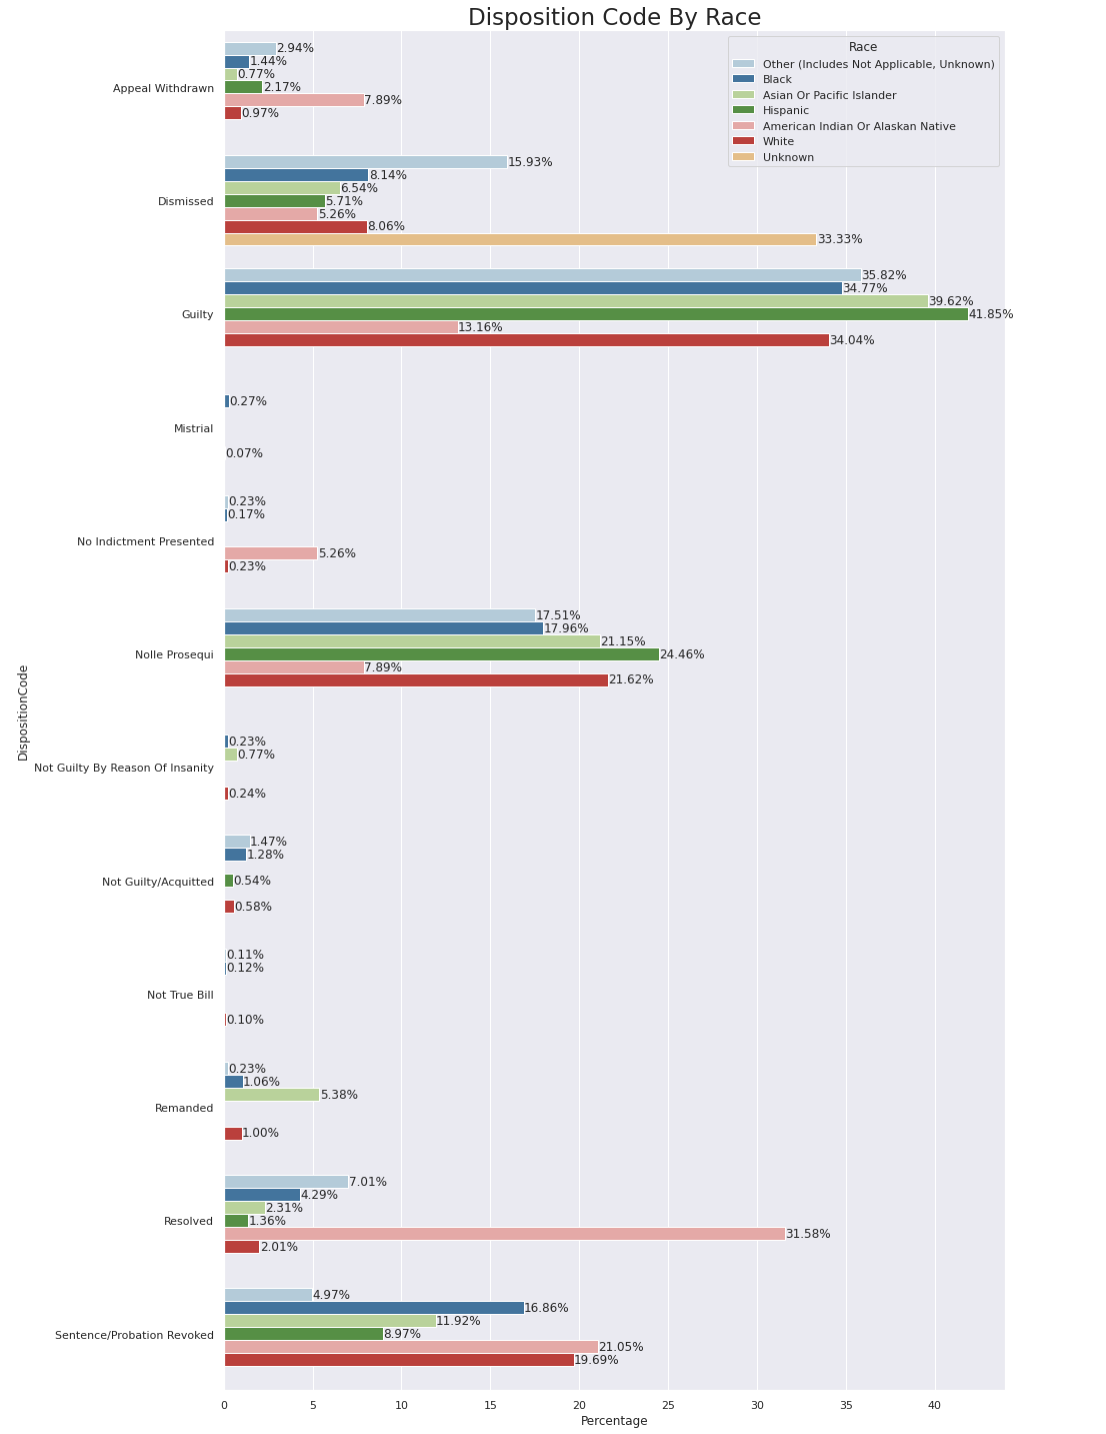 Disposition Code By Race
Race
Other (Includes Not Applicable, Unknown)
Black
Asian Or Pacific Islander
Hispanic
American Indian Or Alaskan Native
White
Unknown
DispositionCode
Appeal Withdrawn
2.94%
1.44%
0.77%
2.17%
7.89%
0.97%
Dismissed
15.93%
8.14%
6.54%
5.71%
5.26%
8.06%
33.33%
Guilty
35.82%
34.77%
39.62%
41.85%
13.16%
34.04%
Mistrial
0.27%
0.07%
No Indictment Presented
0.23%
0.17%
5.26%
0.23%
Nolle Prosequi
17.51%
17.96%
21.15%
24.46%
7.89%
21.62%
Not Guilty By Reason Of Insanity
0.23%
0.77%
0.24%
Not Guilty/Acquitted
1.47%
1.28%
0.54%
0.58%
Not True Bill
0.11%
0.12%
0.10%
Remanded
0.23%
1.06%
5.38%
1.00%
Resolved
7.01%
4.29%
2.31%
1.36%
31.58%
2.01%
Sentence/Probation Revoked
4.97%
16.86%
11.92%
8.97%
21.05%
19.69%
0 5 10 15 20 25 30 35 40
Percentage